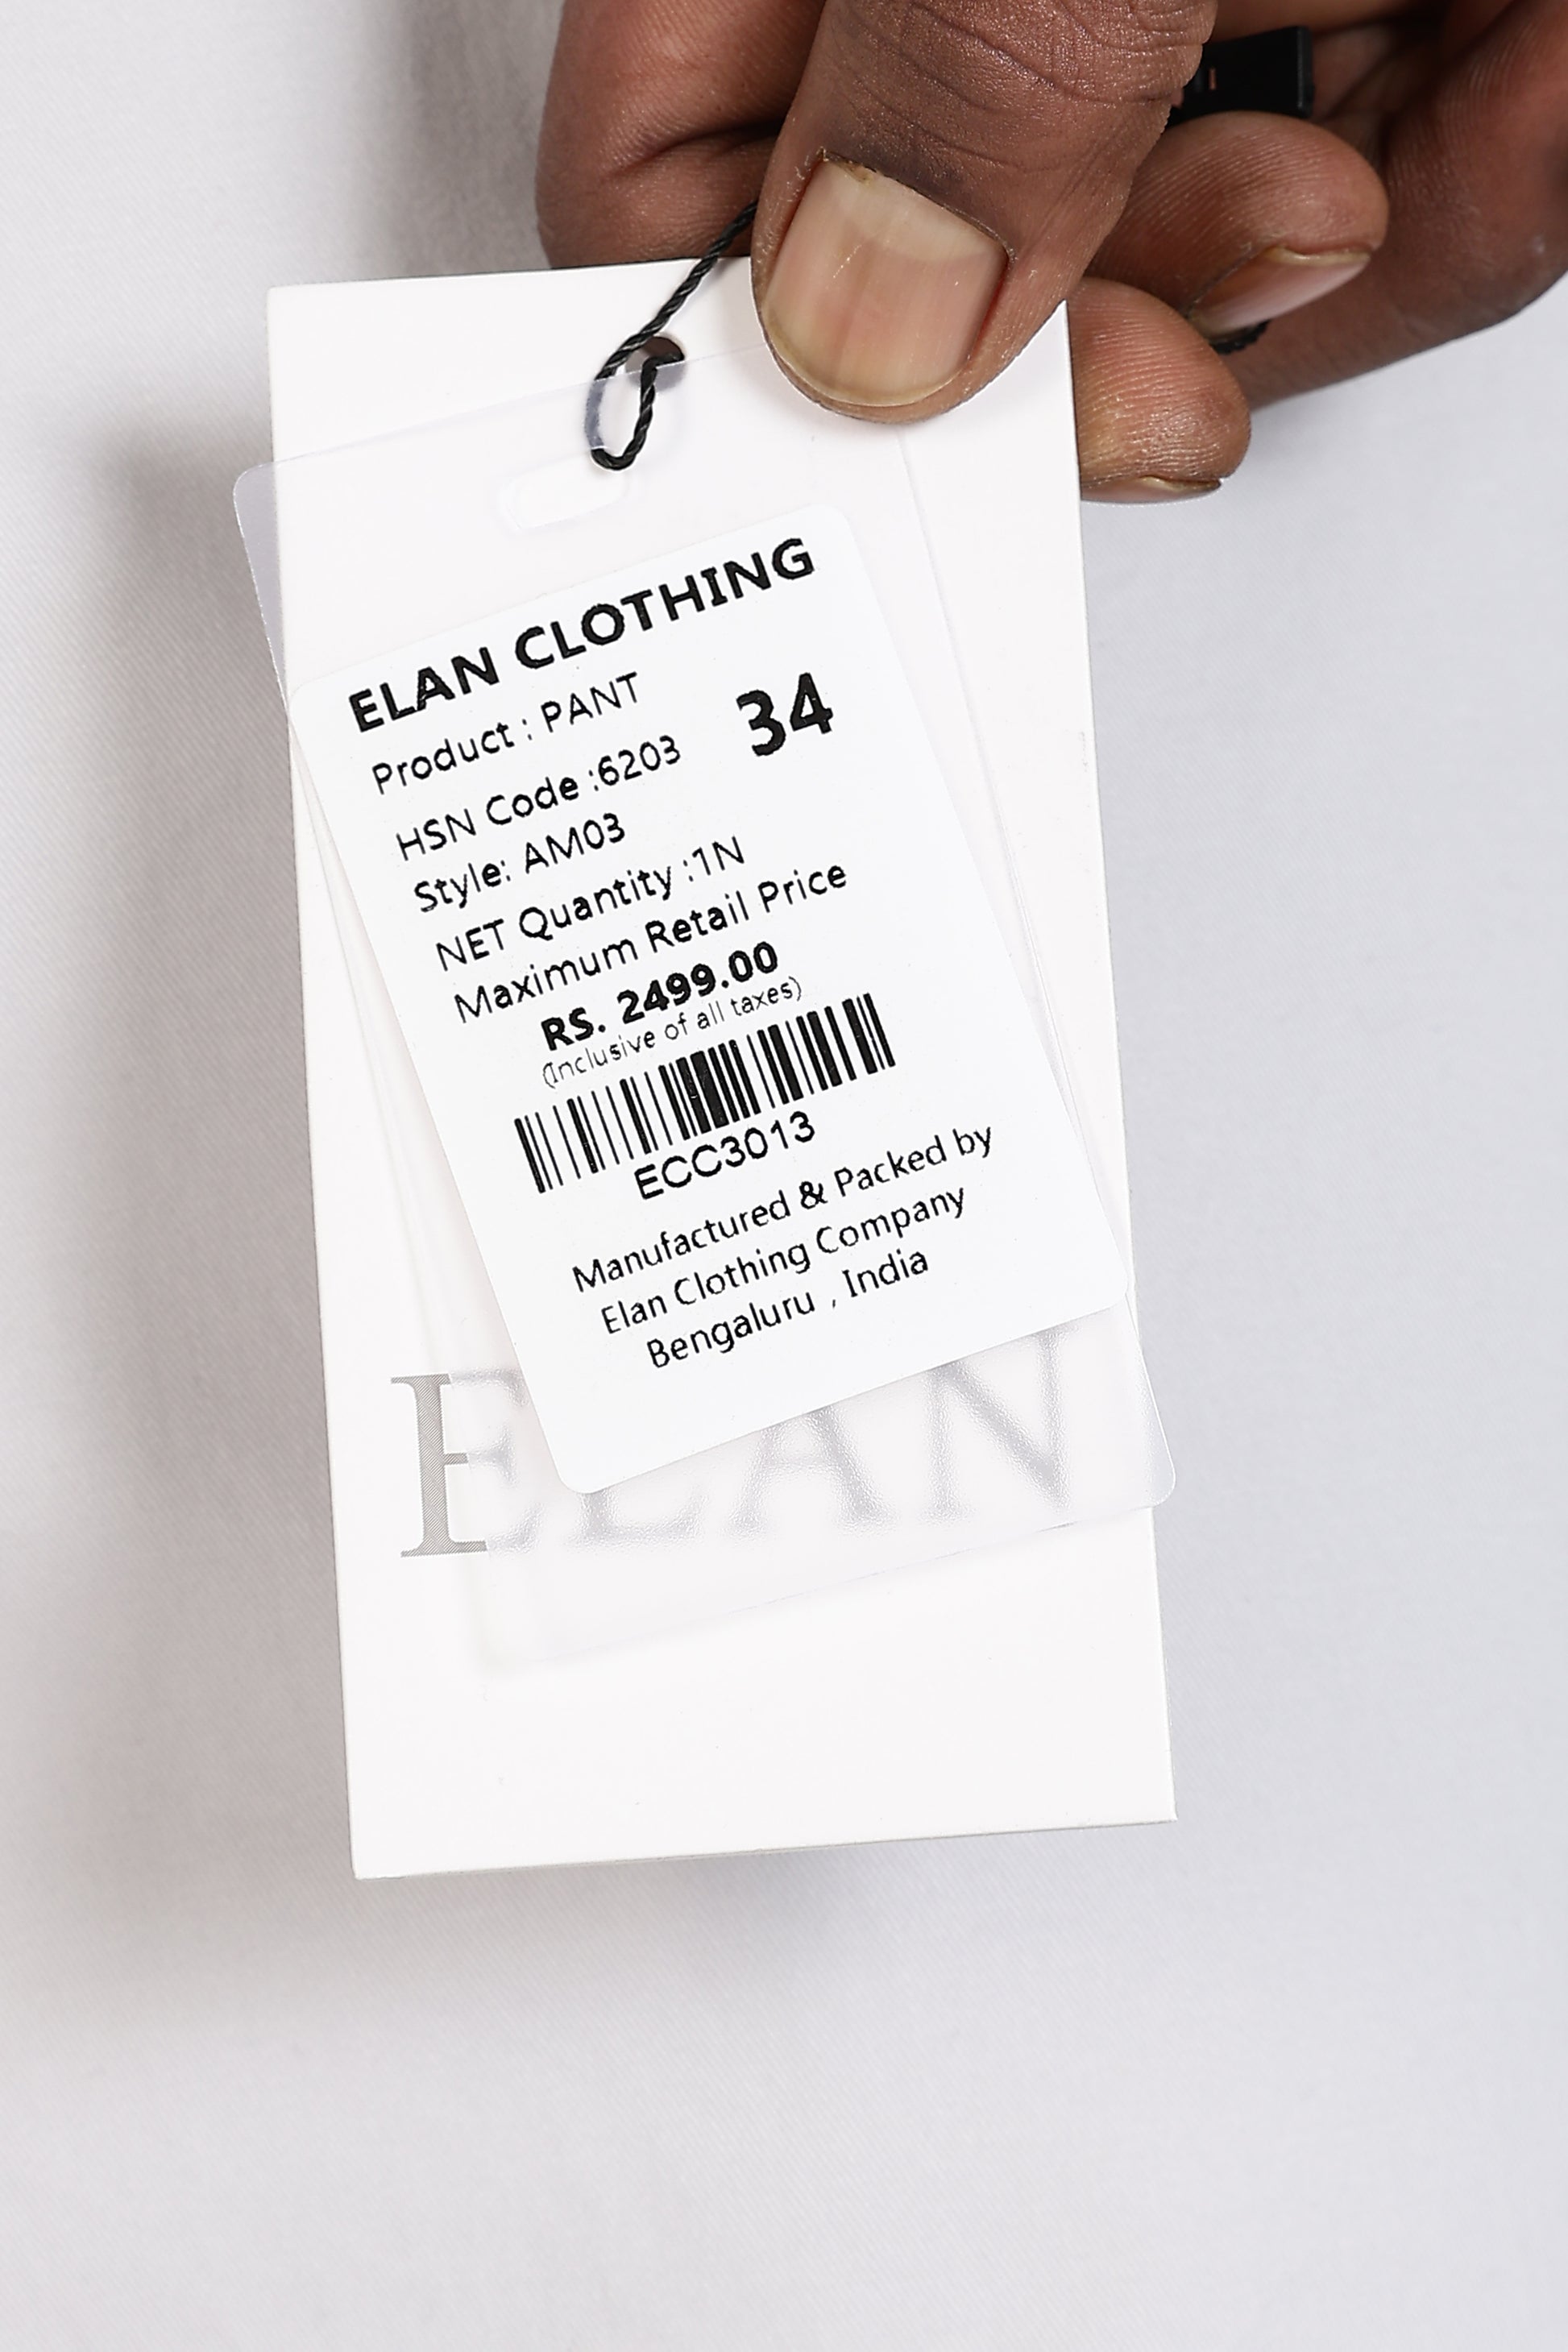 ELAN CLOTHING
Product : PANT
34
HSN Code :6203
Style: AM03
NET Quantity :1N
Maximum Retail Price
RS. 2499.00
(Inclusive of all taxes)
ECC3013
Manufactured & Packed by
Elan Clothing Company
Bengaluru , India
ELAN